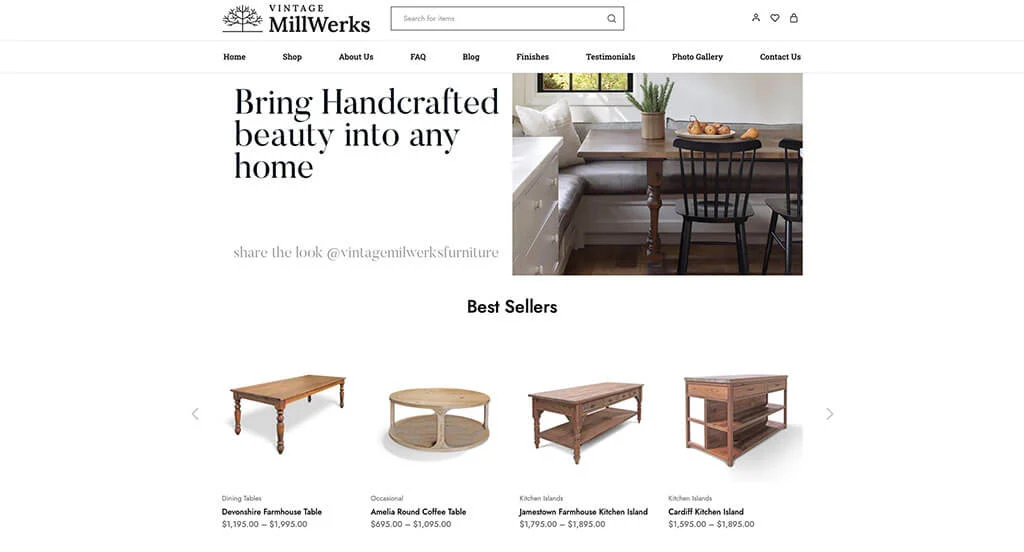 VINTAGE
MillWerks
Search for items
Home Shop About Us FAQ Blog Finishes Testimonials Photo Gallery Contact Us
Bring Handcrafted
beauty into any
home
share the look @vintagemilwerksfurniture
Best Sellers
Dining Tables
Devonshire Farmhouse Table
$1,195.00 – $1,995.00
Occasional
Amelia Round Coffee Table
$695.00 – $1,095.00
Kitchen Islands
Jamestown Farmhouse Kitchen Island
$1,795.00 – $1,895.00
Kitchen Islands
Cardiff Kitchen Island
$1,595.00 – $1,895.00